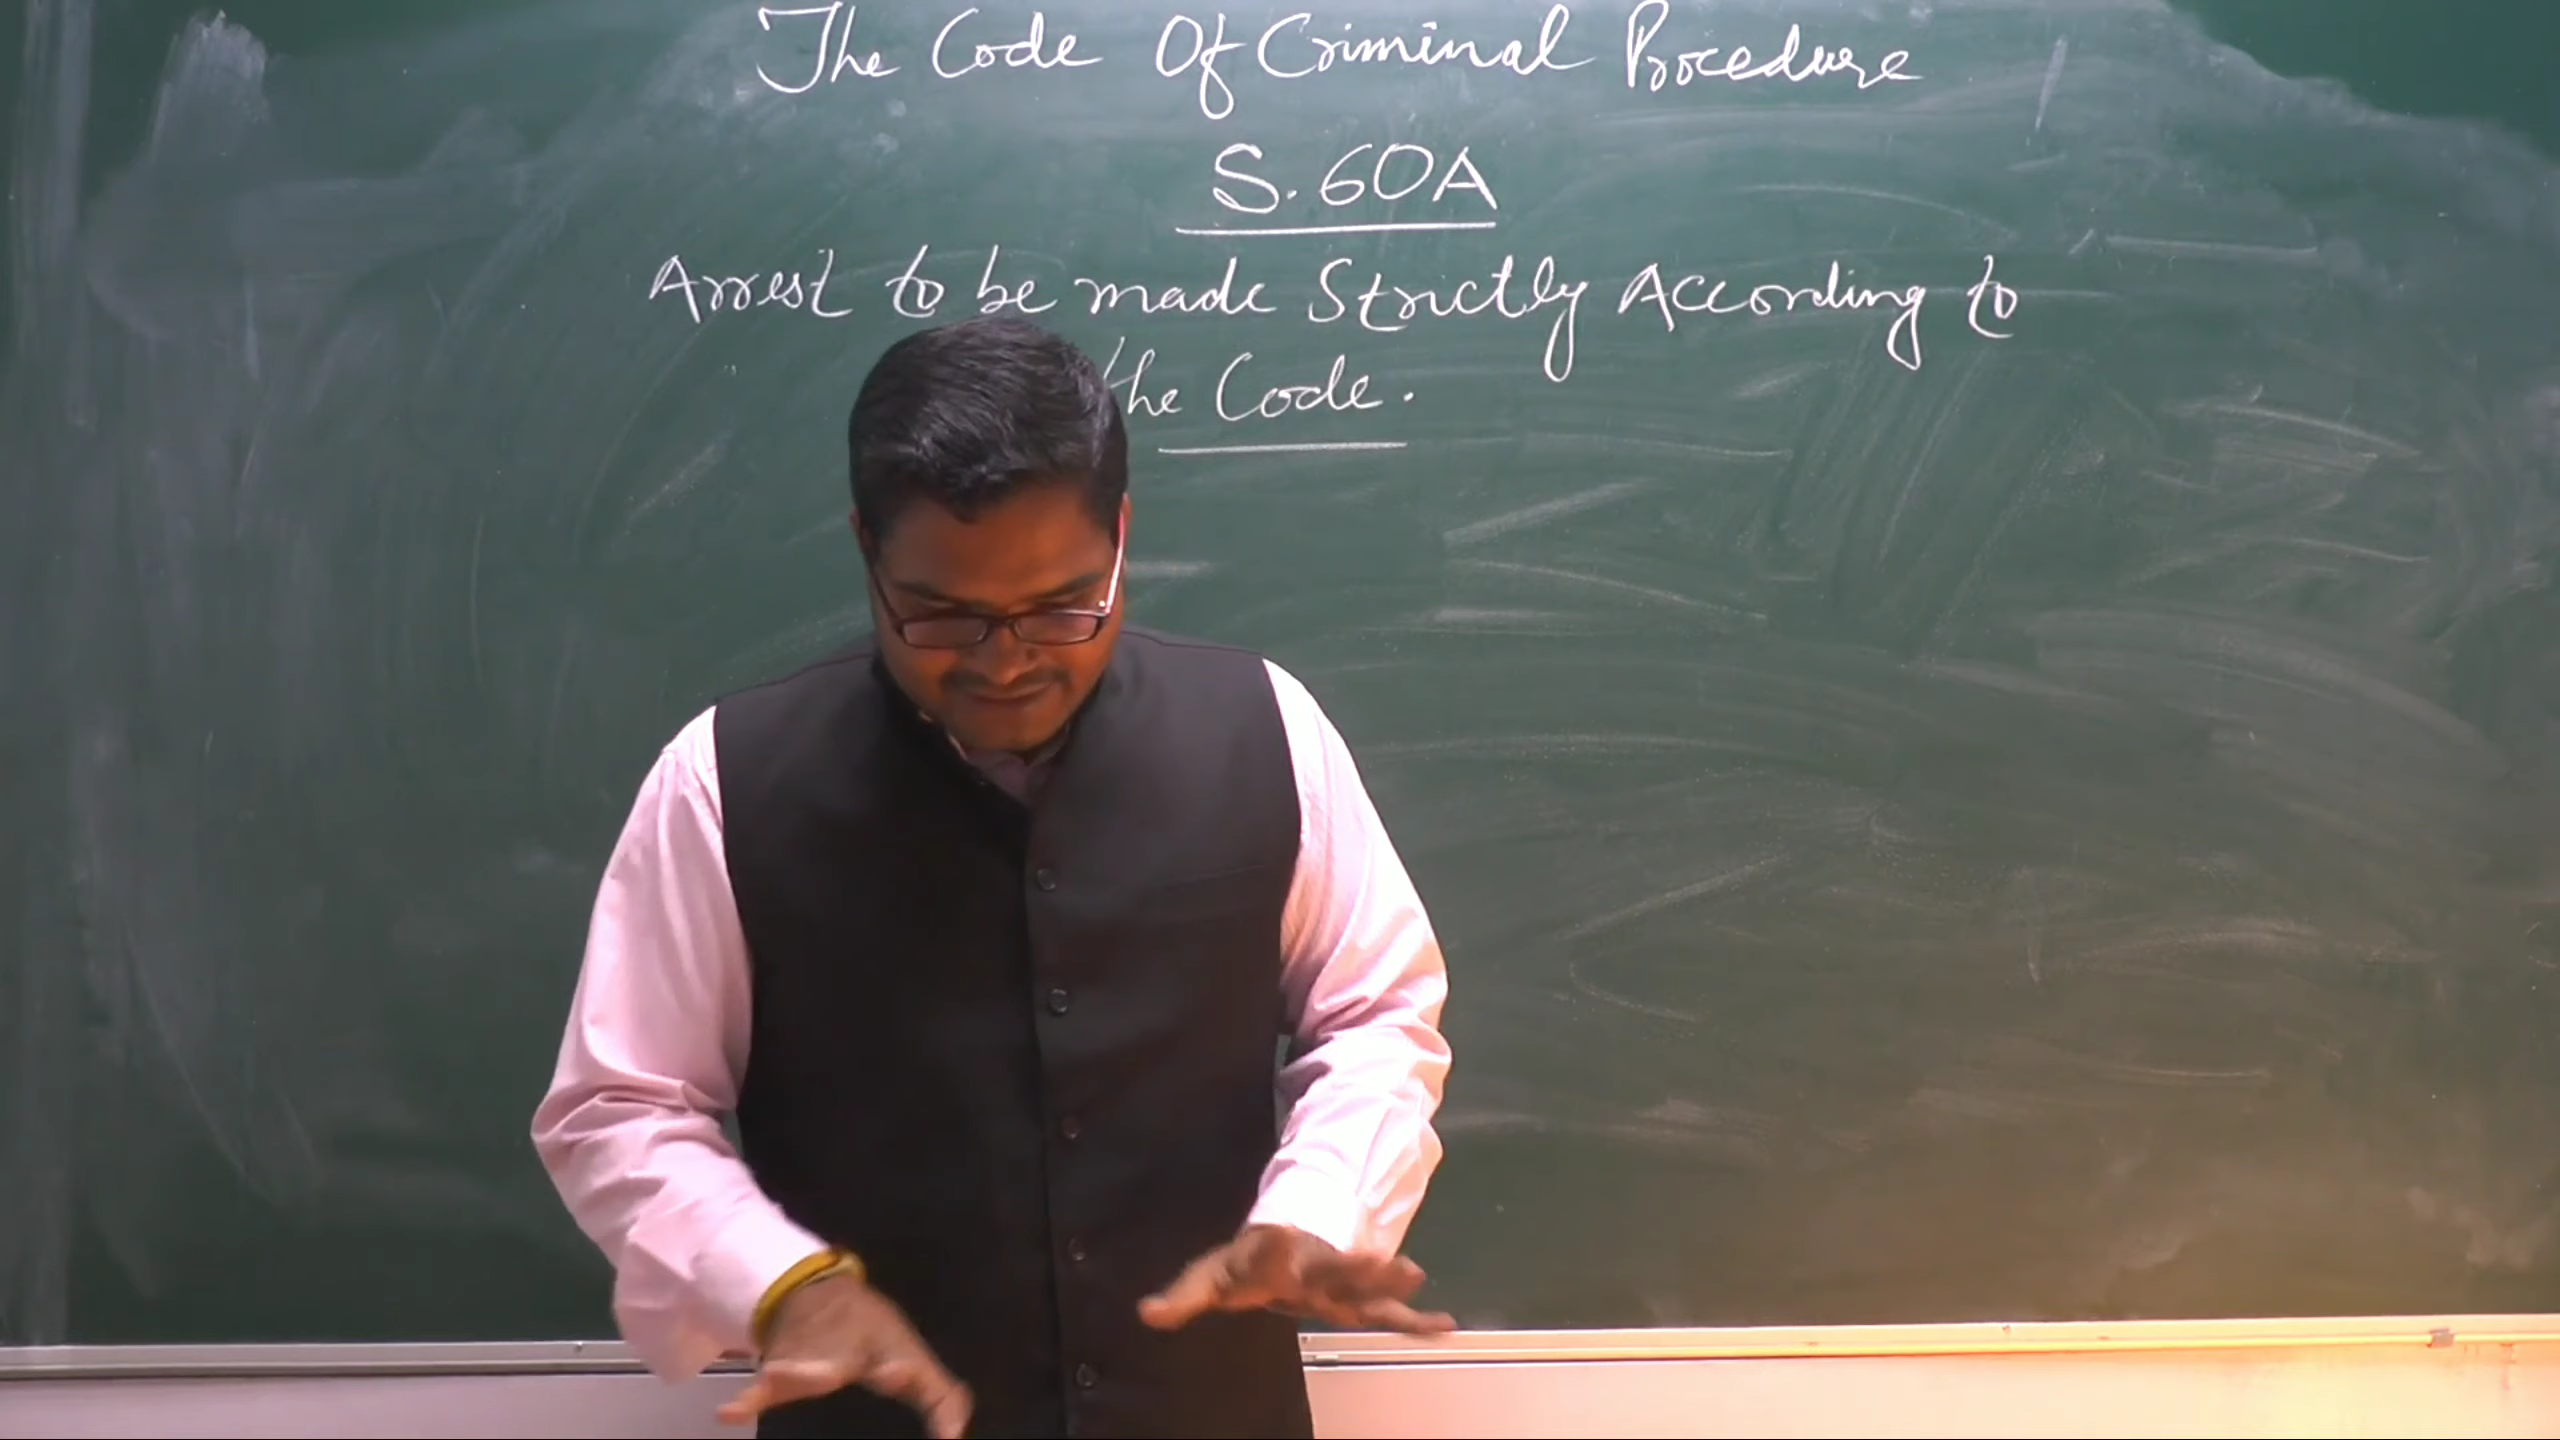 The Code Of Criminal Procedure
S. 60A
Arrest to be made Strictly According to
the Code.